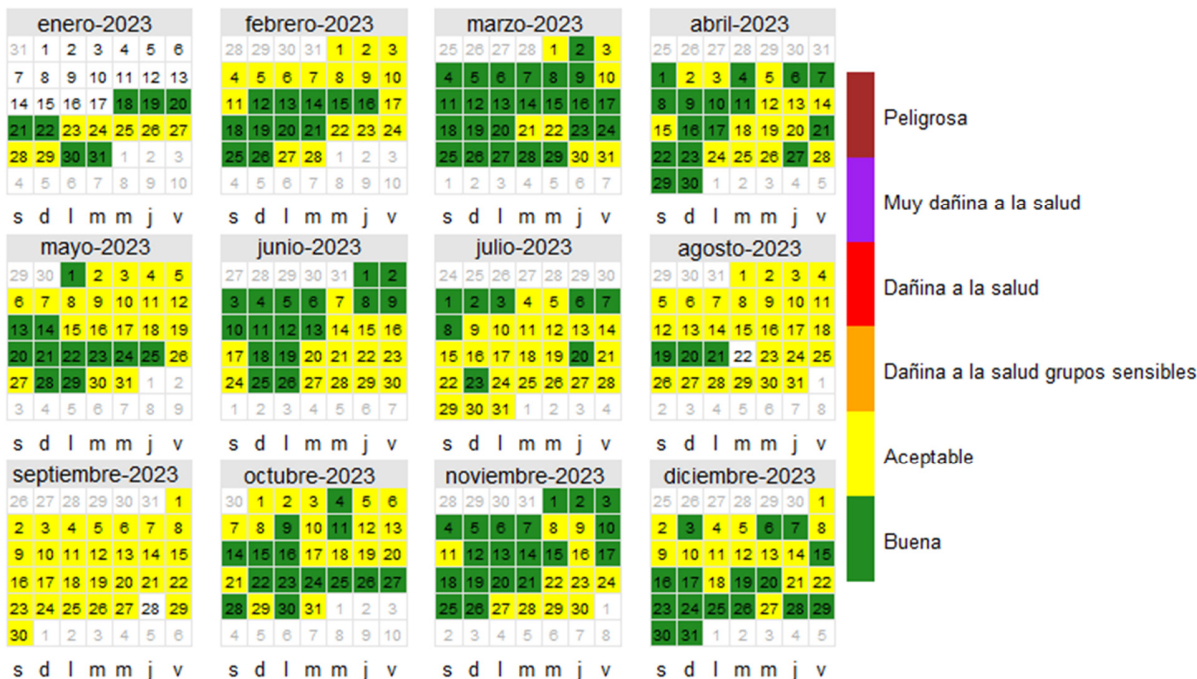 enero-2023 febrero-2023 marzo-2023 abril-2023
31 1 2 3 4 5 6 28 29 30 31 1 2 3 25 26 27 28 1 2 3 25 26 27 28 29 30 31
7 8 9 10 11 12 13 4 5 6 7 8 9 10 4 5 6 7 8 9 10 1 2 3 4 5 6 7
14 15 16 17 18 19 20 11 12 13 14 15 16 17 11 12 13 14 15 16 17 8 9 10 11 12 13 14
21 22 23 24 25 26 27 18 19 20 21 22 23 24 18 19 20 21 22 23 24 15 16 17 18 19 20 21
28 29 30 31 1 2 3 25 26 27 28 1 2 3 25 26 27 28 29 30 31 22 23 24 25 26 27 28
4 5 6 7 8 9 10 4 5 6 7 8 9 10 1 2 3 4 5 6 7 29 30 1 2 3 4 5
s d l m m j v s d l m m j v s d l m m j v s d l m m j v
mayo-2023 junio-2023 julio-2023 agosto-2023
29 30 1 2 3 4 5 27 28 29 30 31 1 2 24 25 26 27 28 29 30 29 30 31 1 2 3 4
6 7 8 9 10 11 12 3 4 5 6 7 8 9 1 2 3 4 5 6 7 5 6 7 8 9 10 11
13 14 15 16 17 18 19 10 11 12 13 14 15 16 8 9 10 11 12 13 14 12 13 14 15 16 17 18
20 21 22 23 24 25 26 17 18 19 20 21 22 23 15 16 17 18 19 20 21 19 20 21 22 23 24 25
27 28 29 30 31 1 2 24 25 26 27 28 29 30 22 23 24 25 26 27 28 26 27 28 29 30 31 1
3 4 5 6 7 8 9 1 2 3 4 5 6 7 29 30 31 1 2 3 4 2 3 4 5 6 7 8
s d l m m j v s d l m m j v s d l m m j v s d l m m j v
septiembre-2023 octubre-2023 noviembre-2023 diciembre-2023
26 27 28 29 30 31 1 30 1 2 3 4 5 6 28 29 30 31 1 2 3 25 26 27 28 29 30 1
2 3 4 5 6 7 8 7 8 9 10 11 12 13 4 5 6 7 8 9 10 2 3 4 5 6 7 8
9 10 11 12 13 14 15 14 15 16 17 18 19 20 11 12 13 14 15 16 17 9 10 11 12 13 14 15
16 17 18 19 20 21 22 21 22 23 24 25 26 27 18 19 20 21 22 23 24 16 17 18 19 20 21 22
23 24 25 26 27 28 29 28 29 30 31 1 2 3 25 26 27 28 29 30 1 23 24 25 26 27 28 29
30 1 2 3 4 5 6 4 5 6 7 8 9 10 2 3 4 5 6 7 8 30 31 1 2 3 4 5
s d l m m j v s d l m m j v s d l m m j v s d l m m j v
Peligrosa
Muy dañina a la salud
Dañina a la salud
Dañina a la salud grupos sensibles
Aceptable
Buena